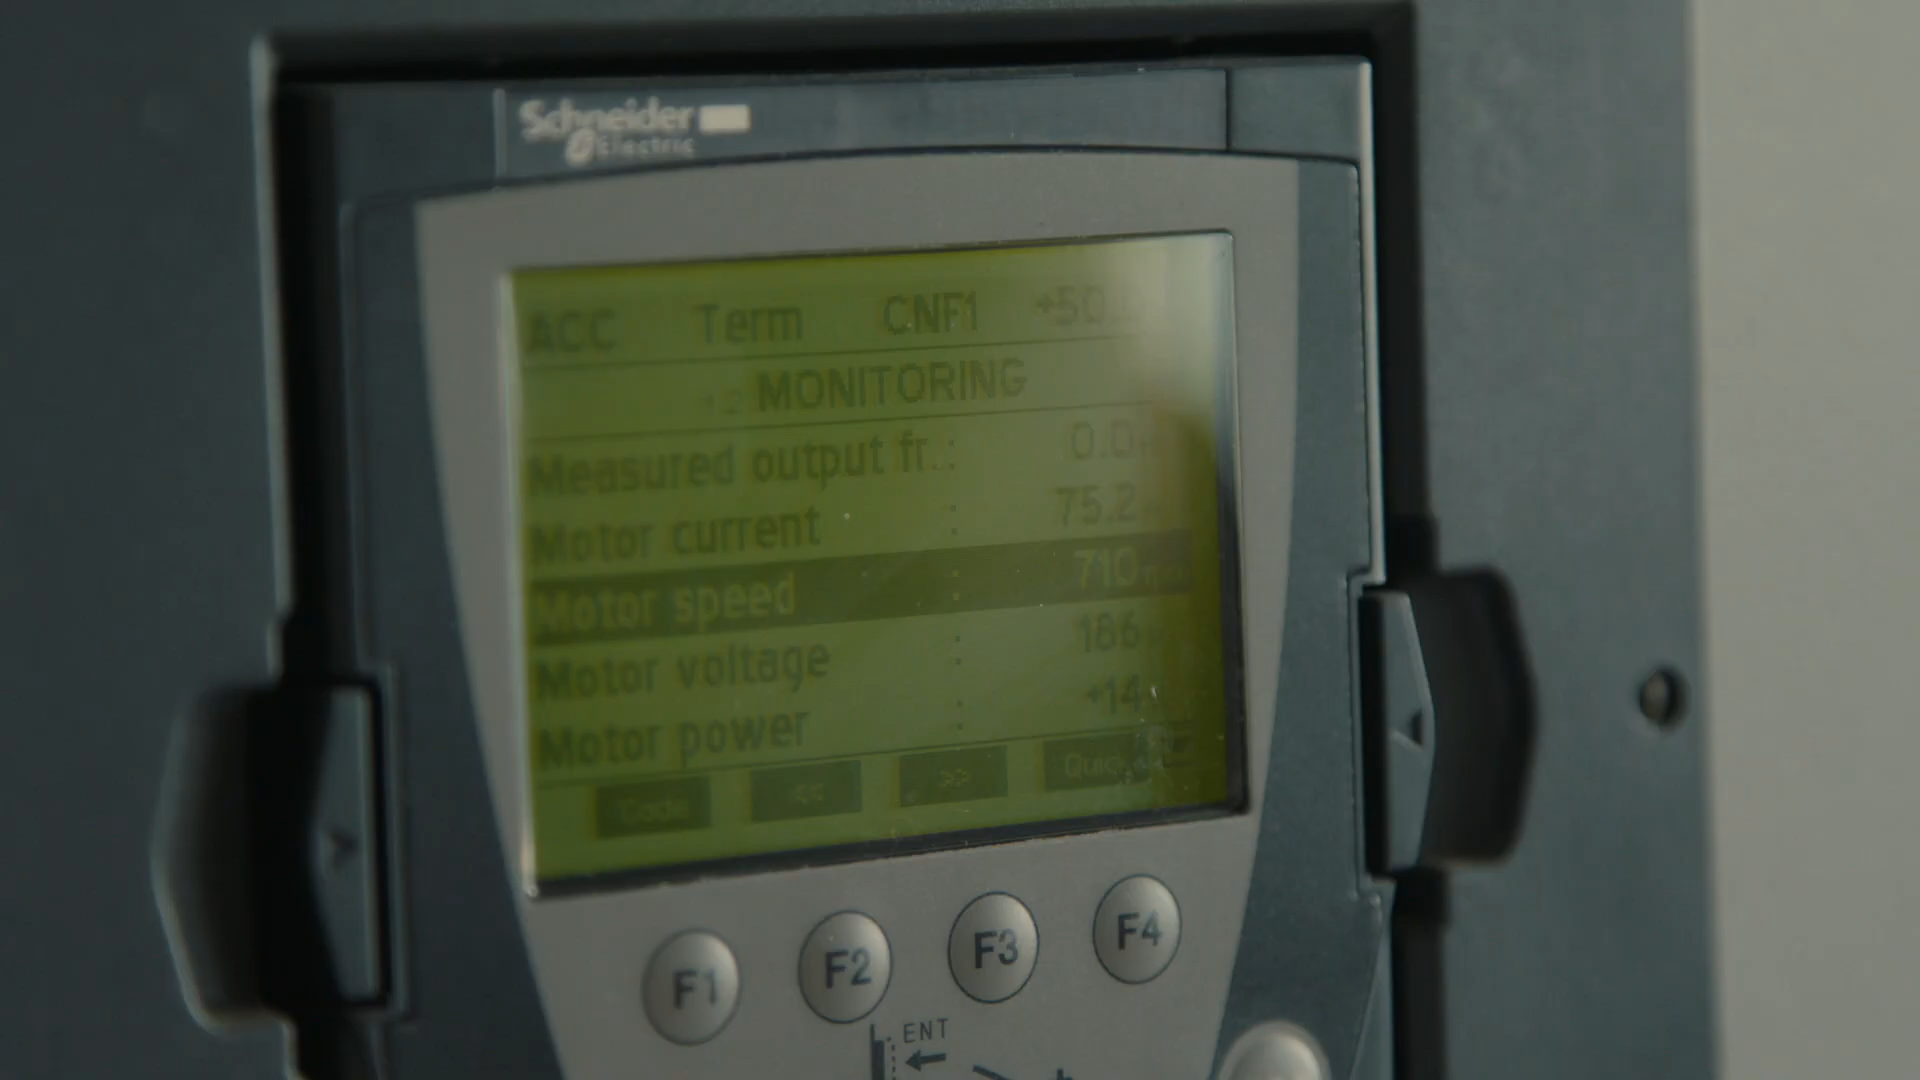 Schneider
Electric
ACC Term CNF1 +50.
MONITORING
Measured output fr.: 0.0
Motor current : 75.2
Motor speed : 710
Motor voltage : 186
Motor power : +14
Code << >> Quick
F1 F2 F3 F4
ENT